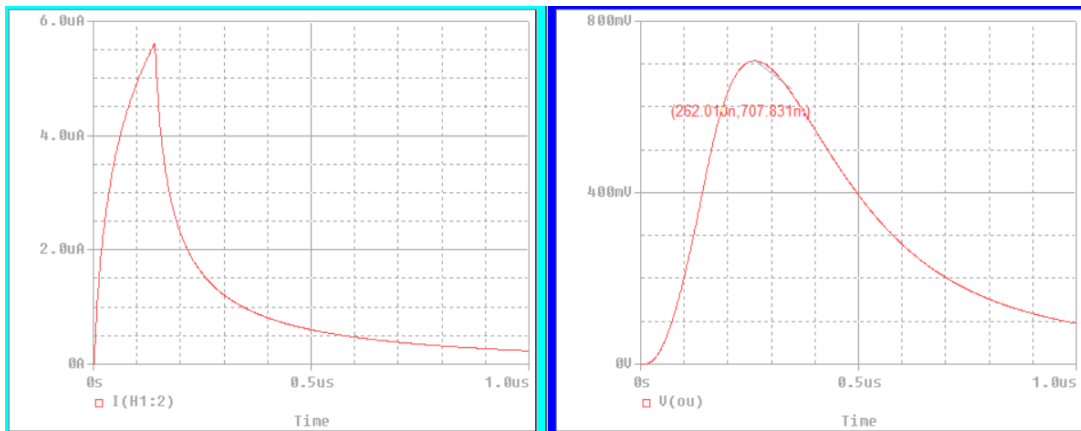 6.0uA
4.0uA
2.0uA
0A
0s 0.5us 1.0us
I(H1:2)
Time
800mV
(262.010n,707.831m)
400mV
0V
0s 0.5us 1.0us
V(ou)
Time